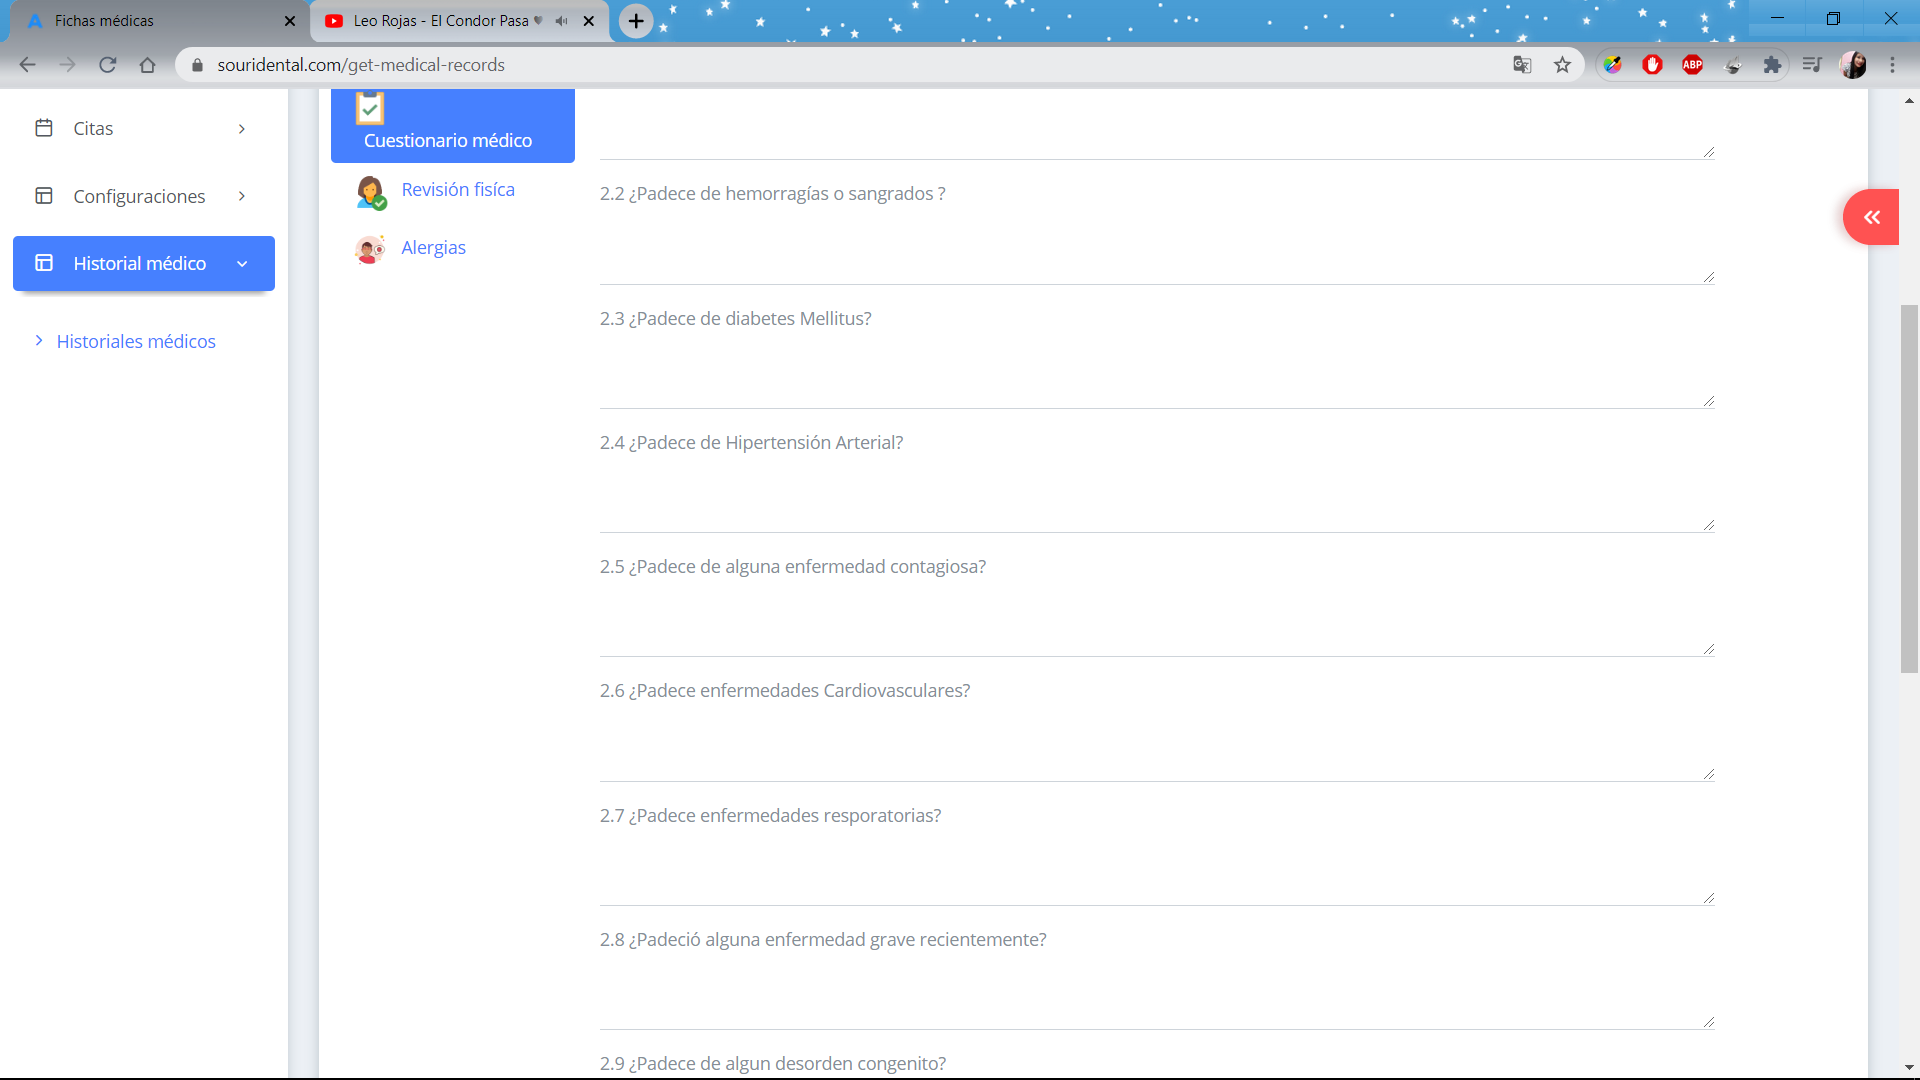 Fichas médicas
Leo Rojas - El Condor Pasa
souridental.com/get-medical-records
ABP
Citas
Configuraciones
Historial médico
Historiales médicos
Cuestionario médico
Revisión fisíca
Alergias
2.2 ¿Padece de hemorragías o sangrados ?
2.3 ¿Padece de diabetes Mellitus?
2.4 ¿Padece de Hipertensión Arterial?
2.5 ¿Padece de alguna enfermedad contagiosa?
2.6 ¿Padece enfermedades Cardiovasculares?
2.7 ¿Padece enfermedades resporatorias?
2.8 ¿Padeció alguna enfermedad grave recientemente?
2.9 ¿Padece de algun desorden congenito?